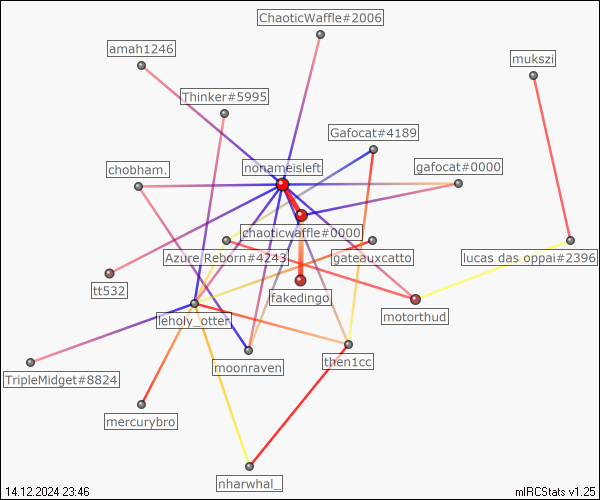 ChaoticWaffle#2006
amah1246
mukszi
Thinker#5995
Gafocat#4189
nonameisleft
gafocat#0000
chobham.
chaoticwaffle#0000
Azure Reborn#4243
gateauxcatto
lucas das oppai#2396
tt532
fakedingo
motorthud
leholy_otter
moonraven
then1cc
TripleMidget#8824
mercurybro
nharwhal_
14.12.2024 23:46
mIRCStats v1.25